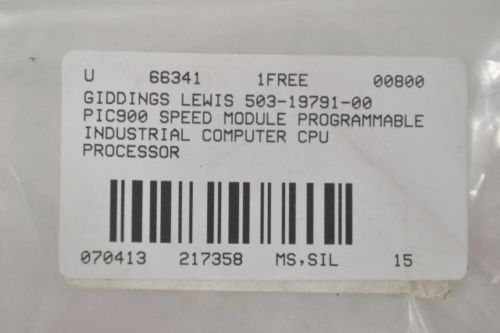 U 66341 1FREE 00800
GIDDINGS LEWIS 503-19791-00
PIC900 SPEED MODULE PROGRAMMABLE
INDUSTRIAL COMPUTER CPU
PROCESSOR
070413 217358 MS,SIL 15